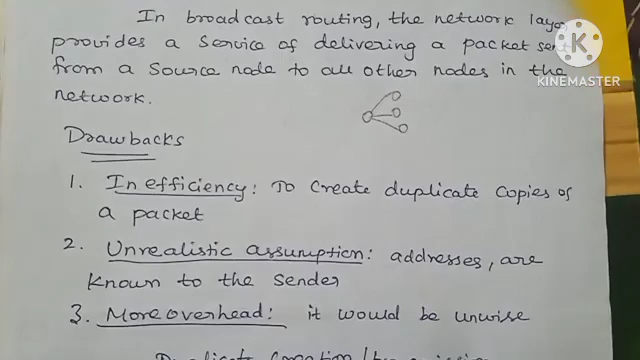 In broadcast routing, the network layer
provides a service of delivering a packet sent
from a source node to all other nodes in the
network.
KINEMASTER
Drawbacks
1. Inefficiency: To create duplicate copies of
a packet
2. Unrealistic assumption: addresses, are
known to the sender
3. More overhead: it would be unwise
Duplicate creation/